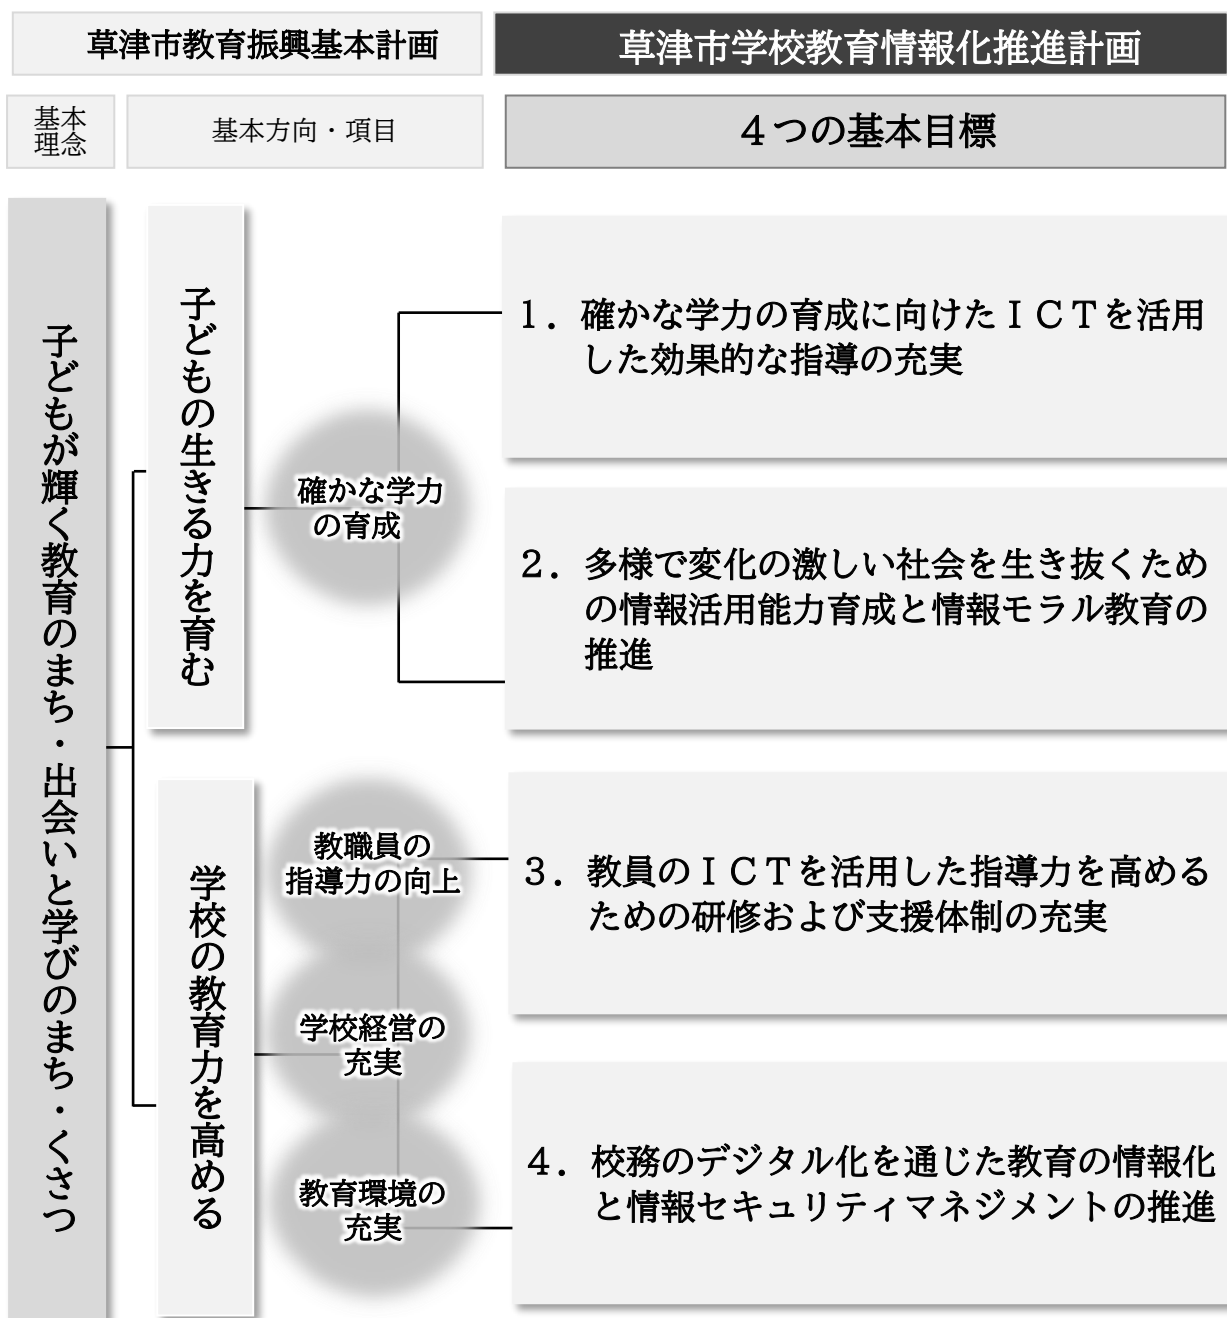 草津市教育振興基本計画
草津市学校教育情報化推進計画
基本
理念
基本方向・項目
４つの基本目標
子どもが輝く教育のまち・出会いと学びのまち・くさつ
子どもの生きる力を育む
確かな学力
の育成
１．確かな学力の育成に向けたＩＣＴを活用
した効果的な指導の充実
２．多様で変化の激しい社会を生き抜くため
の情報活用能力育成と情報モラル教育の
推進
学校の教育力を高める
教職員の
指導力の向上
学校経営の
充実
教育環境の
充実
３．教員のＩＣＴを活用した指導力を高める
ための研修および支援体制の充実
４．校務のデジタル化を通じた教育の情報化
と情報セキュリティマネジメントの推進